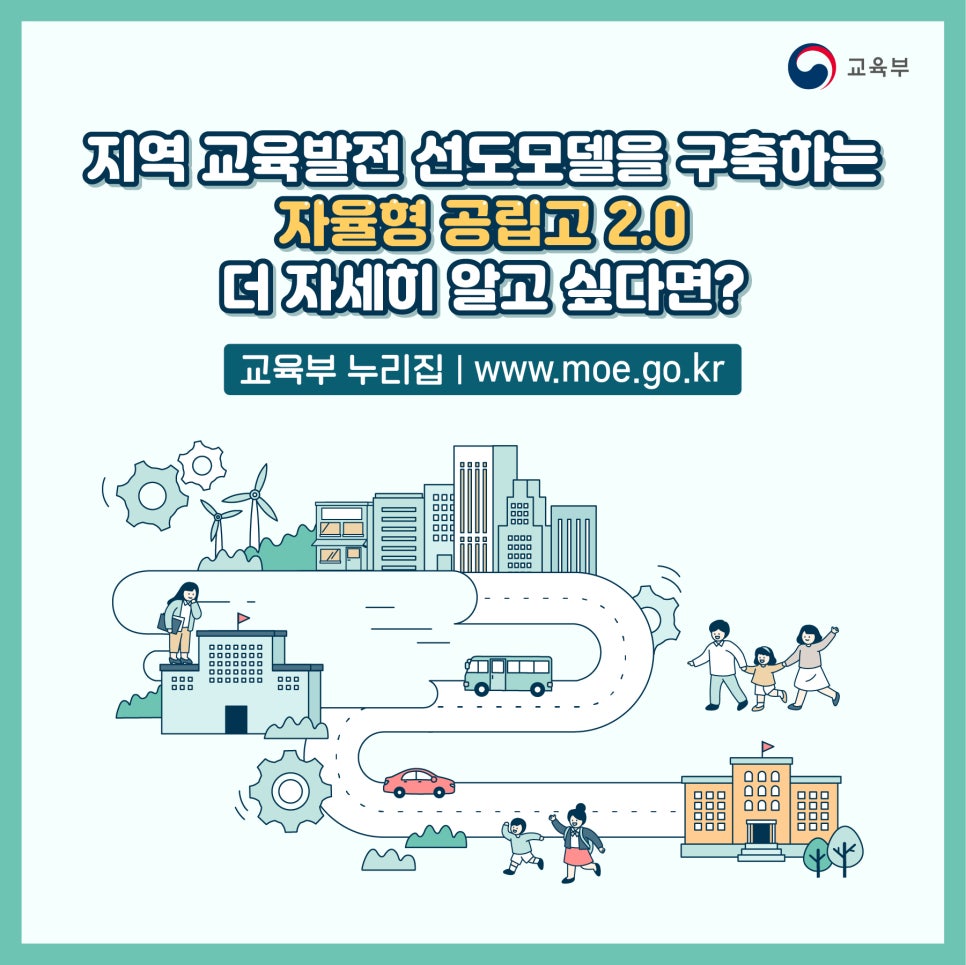 교육부
지역 교육발전 선도모델을 구축하는
자율형 공립고 2.0
더 자세히 알고 싶다면?
교육부 누리집 | www.moe.go.kr